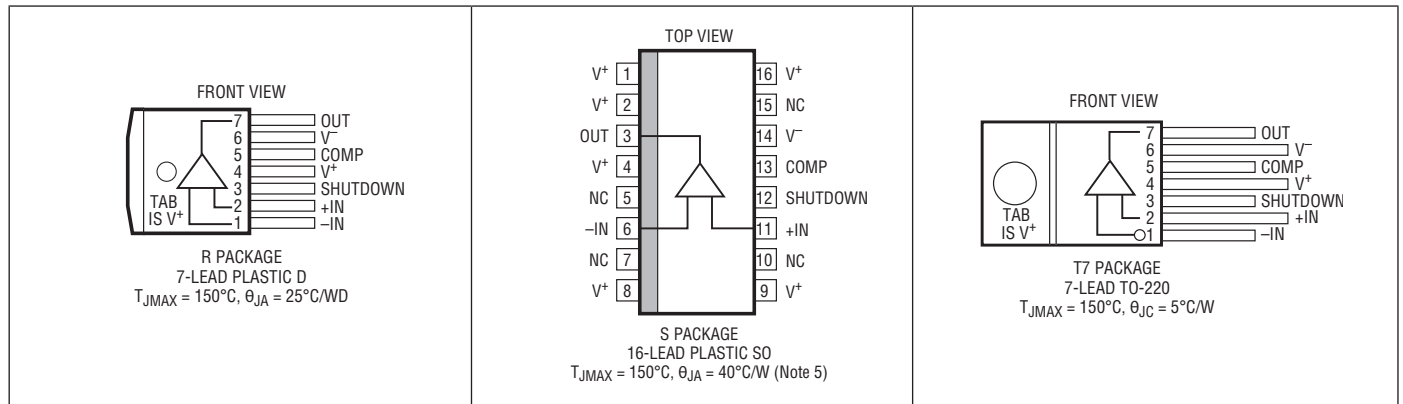 FRONT VIEW
7 OUT
6 V⁻
5 COMP
4 V⁺
3 SHUTDOWN
2 +IN
1 –IN
TAB
IS V⁺
R PACKAGE
7-LEAD PLASTIC D
TJMAX = 150°C, θJA = 25°C/WD
TOP VIEW
V⁺ 1 16 V⁺
V⁺ 2 15 NC
OUT 3 14 V⁻
V⁺ 4 13 COMP
NC 5 12 SHUTDOWN
–IN 6 11 +IN
NC 7 10 NC
V⁺ 8 9 V⁺
S PACKAGE
16-LEAD PLASTIC SO
TJMAX = 150°C, θJA = 40°C/W (Note 5)
FRONT VIEW
7 OUT
6 V⁻
5 COMP
4 V⁺
3 SHUTDOWN
2 +IN
1 –IN
TAB
IS V⁺
T7 PACKAGE
7-LEAD TO-220
TJMAX = 150°C, θJC = 5°C/W